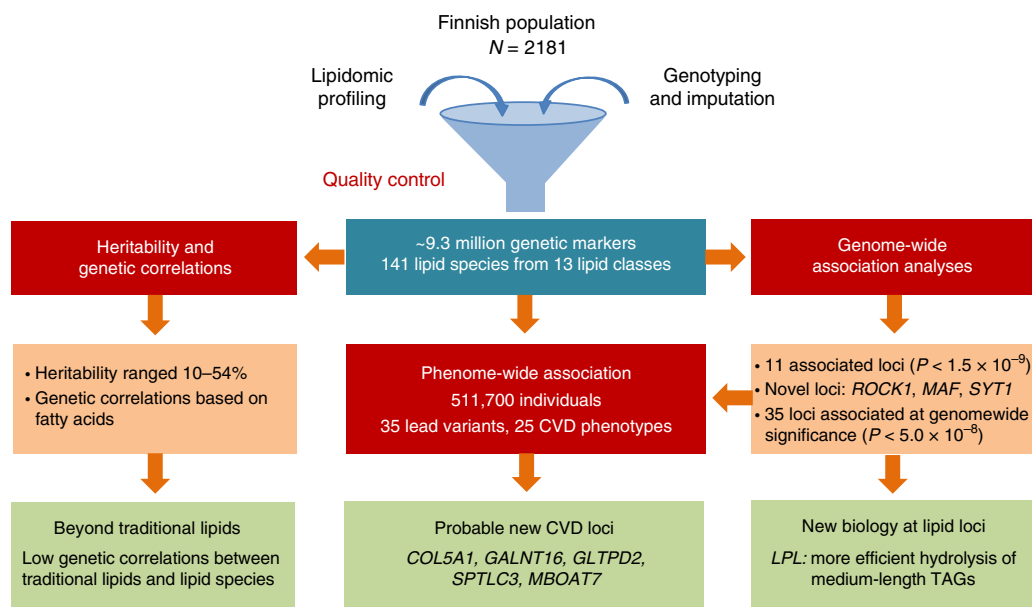 Finnish population
N = 2181
Lipidomic
profiling
Genotyping
and imputation
Quality control
Heritability and
genetic correlations
~9.3 million genetic markers
141 lipid species from 13 lipid classes
Genome-wide
association analyses
• Heritability ranged 10–54%
• Genetic correlations based on
fatty acids
Phenome-wide association
511,700 individuals
35 lead variants, 25 CVD phenotypes
• 11 associated loci (P < 1.5 × 10⁻⁹)
• Novel loci: ROCK1, MAF, SYT1
• 35 loci associated at genomewide
significance (P < 5.0 × 10⁻⁸)
Beyond traditional lipids
Low genetic correlations between
traditional lipids and lipid species
Probable new CVD loci
COL5A1, GALNT16, GLTPD2,
SPTLC3, MBOAT7
New biology at lipid loci
LPL: more efficient hydrolysis of
medium-length TAGs